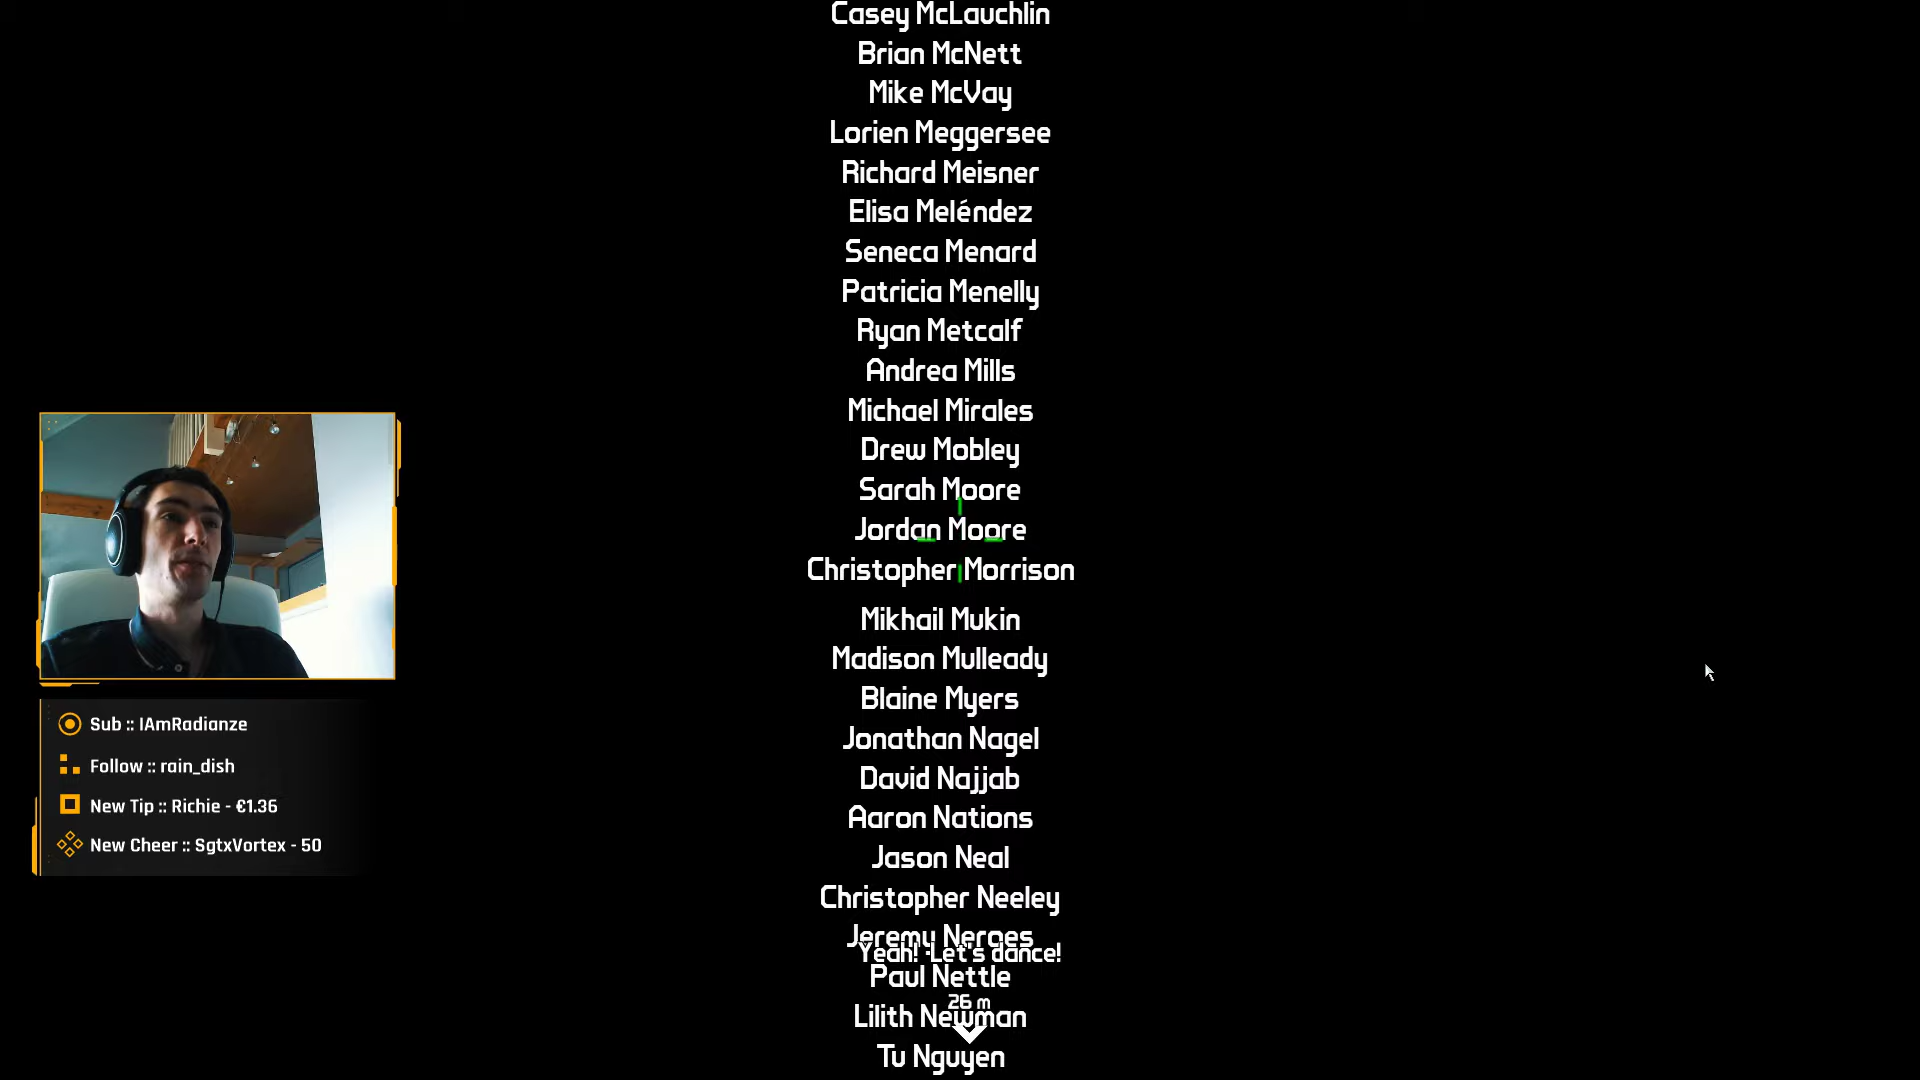 Casey McLauchlin
Brian McNett
Mike McVay
Lorien Meggersee
Richard Meisner
Elisa Meléndez
Seneca Menard
Patricia Menelly
Ryan Metcalf
Andrea Mills
Michael Mirales
Drew Mobley
Sarah Moore
Jordan Moore
Christopher Morrison
Mikhail Mukin
Madison Mulleady
Blaine Myers
Jonathan Nagel
David Najjab
Aaron Nations
Jason Neal
Christopher Neeley
Jeremy Nerges
Yeah! -Let's dance!
Paul Nettle
26 m
Lilith Newman
Tu Nguyen
Sub :: IAmRadianze
Follow :: rain_dish
New Tip :: Richie - €1.36
New Cheer :: SgtxVortex - 50